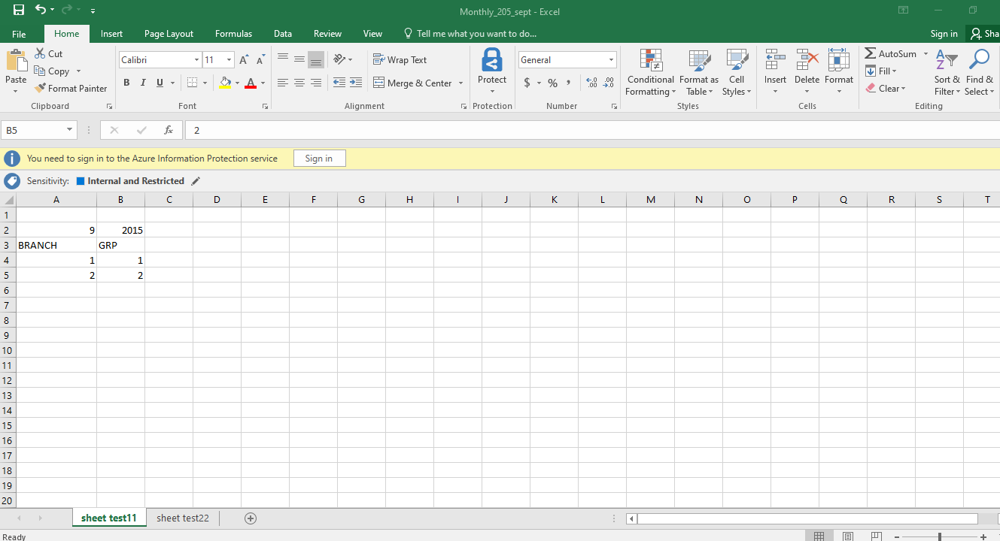 Monthly_205_sept - Excel
File Home Insert Page Layout Formulas Data Review View Tell me what you want to do... Sign in Sha
Paste Cut Copy Format Painter
Calibri 11 B I U A A A
Wrap Text Merge & Center
Protect
General $ % , .0 .00 .00 .0
Conditional Formatting Format as Table Cell Styles
Insert Delete Format
AutoSum Fill Clear Sort & Filter Find & Select
Clipboard Font Alignment Protection Number Styles Cells Editing
B5 fx 2
You need to sign in to the Azure Information Protection service Sign in
Sensitivity: Internal and Restricted
A B C D E F G H I J K L M N O P Q R S T
1
2 9 2015
3 BRANCH GRP
4 1 1
5 2 2
6
7
8
9
10
11
12
13
14
15
16
17
18
19
20
sheet test11 sheet test22
Ready